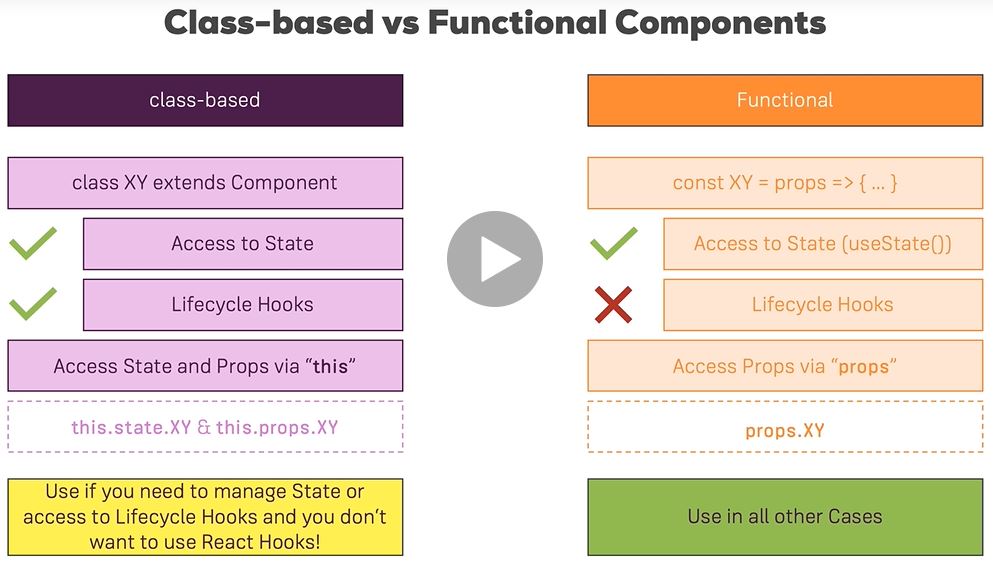 Class-based vs Functional Components
class-based
class XY extends Component
Access to State
Lifecycle Hooks
Access State and Props via “this”
this.state.XY & this.props.XY
Use if you need to manage State or
access to Lifecycle Hooks and you don’t
want to use React Hooks!
Functional
const XY = props => { … }
Access to State (useState())
Lifecycle Hooks
Access Props via “props”
props.XY
Use in all other Cases